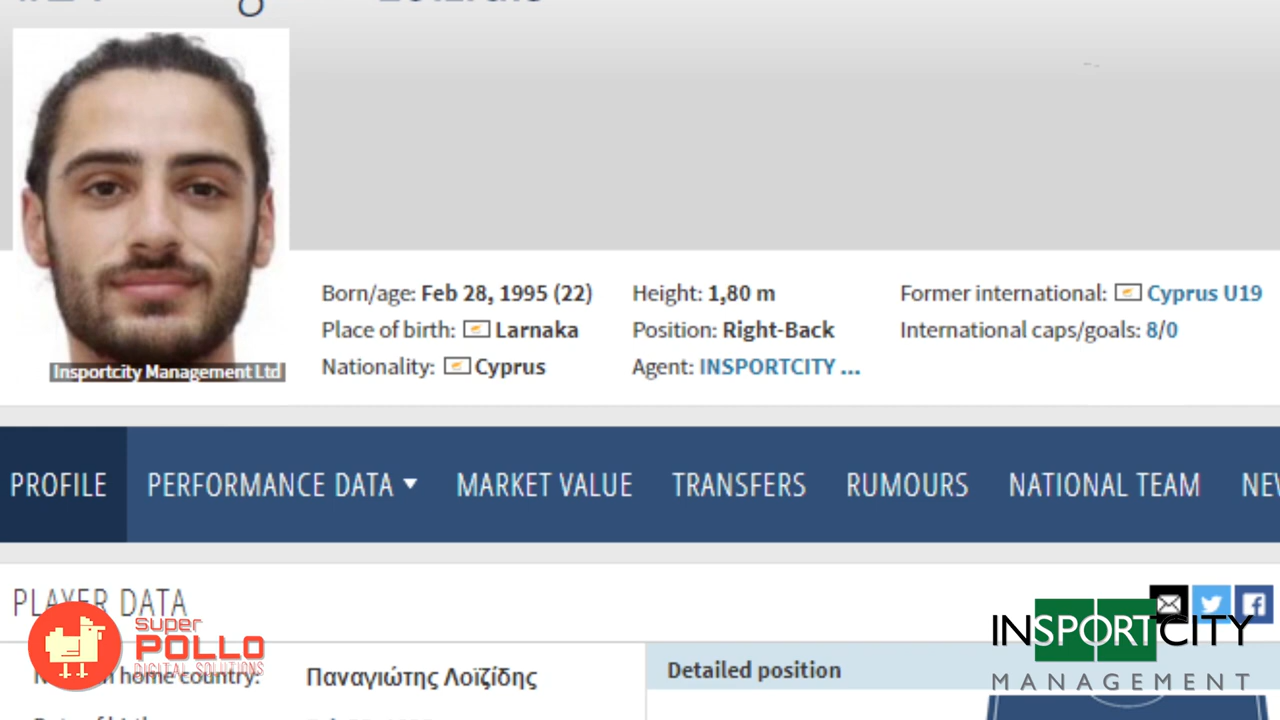 Insportcity Management Ltd
Born/age: Feb 28, 1995 (22)
Place of birth: Larnaka
Nationality: Cyprus
Height: 1,80 m
Position: Right-Back
Agent: INSPORTCITY ...
Former international: Cyprus U19
International caps/goals: 8/0
PROFILE PERFORMANCE DATA MARKET VALUE TRANSFERS RUMOURS NATIONAL TEAM
PLAYER DATA
super
POLLO
DIGITAL SOLUTIONS
home country: Παναγιώτης Λοϊζίδης
Detailed position
INSPORTCITY
MANAGEMENT